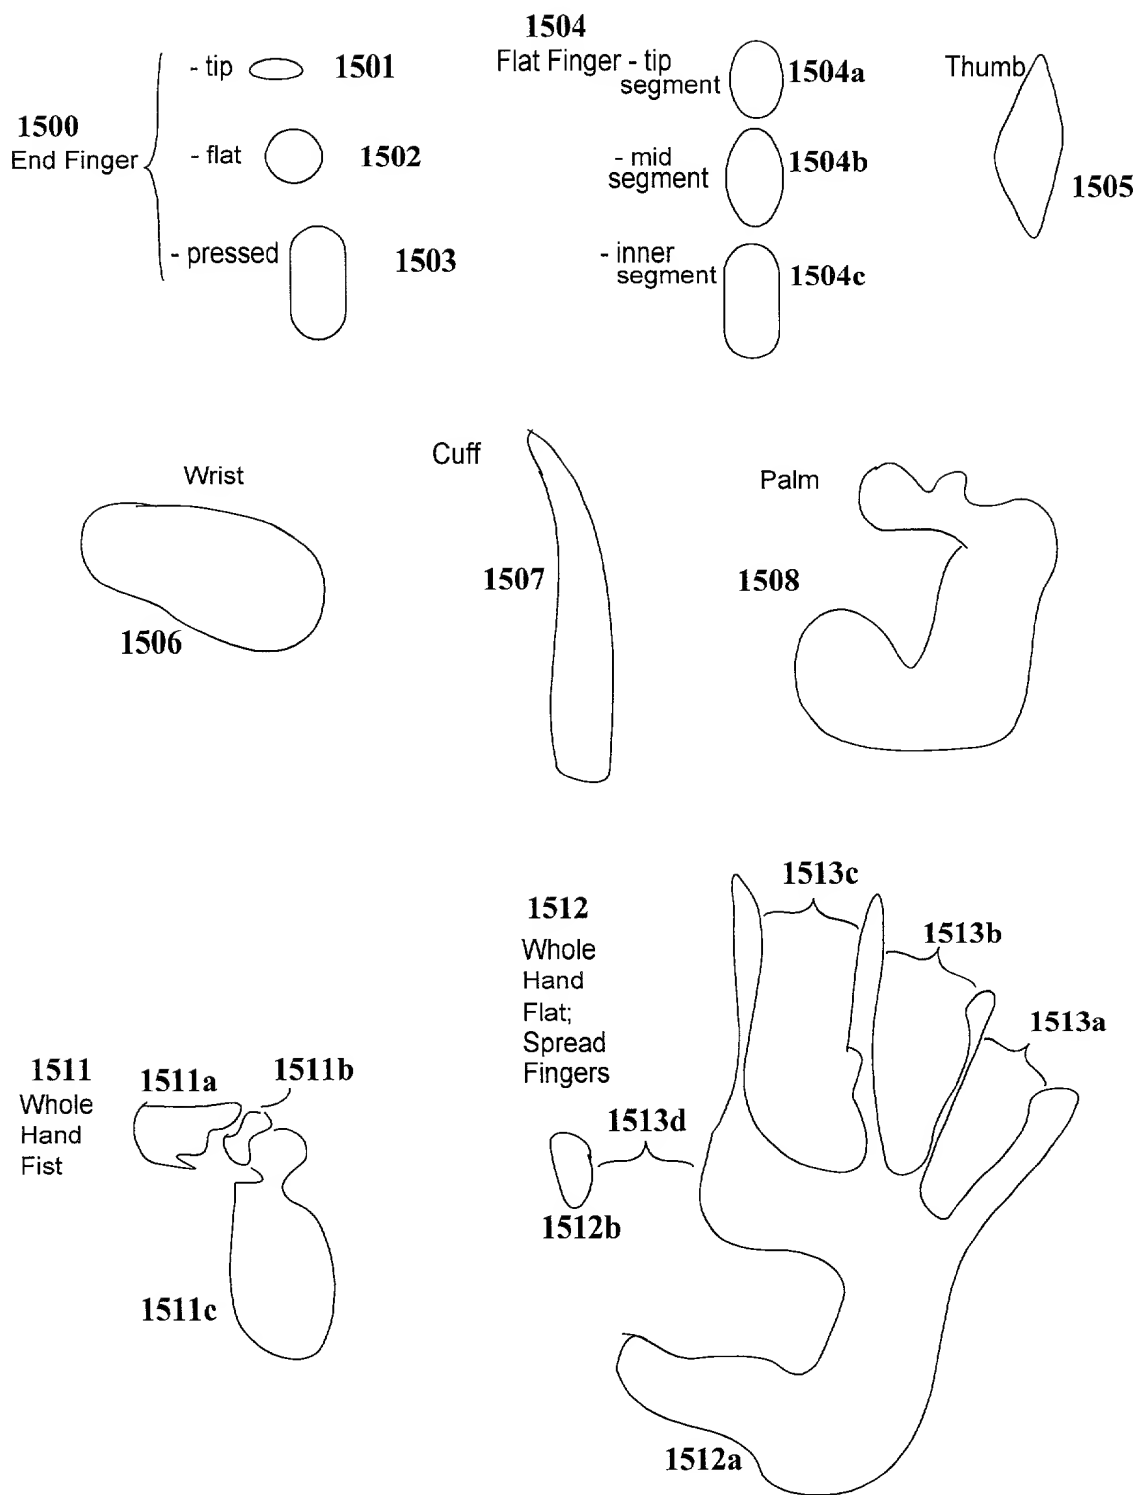 1500
End Finger
- tip 1501
- flat 1502
- pressed 1503
1504
Flat Finger - tip
segment 1504a
- mid
segment 1504b
- inner
segment 1504c
Thumb
1505
Wrist
1506
Cuff
1507
Palm
1508
1511
Whole
Hand
Fist
1511a
1511b
1511c
1512
Whole
Hand
Flat;
Spread
Fingers
1513c
1513b
1513a
1513d
1512b
1512a